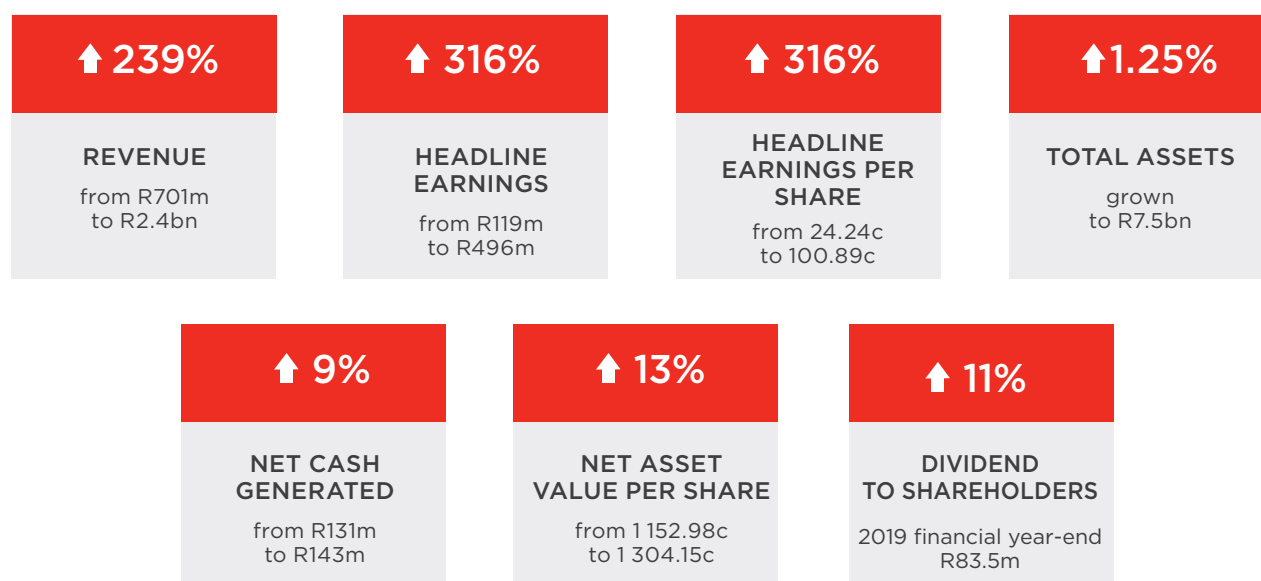 239%
REVENUE
from R701m
to R2.4bn
316%
HEADLINE
EARNINGS
from R119m
to R496m
316%
HEADLINE
EARNINGS PER
SHARE
from 24.24c
to 100.89c
1.25%
TOTAL ASSETS
grown
to R7.5bn
9%
NET CASH
GENERATED
from R131m
to R143m
13%
NET ASSET
VALUE PER SHARE
from 1 152.98c
to 1 304.15c
11%
DIVIDEND
TO SHAREHOLDERS
2019 financial year-end
R83.5m